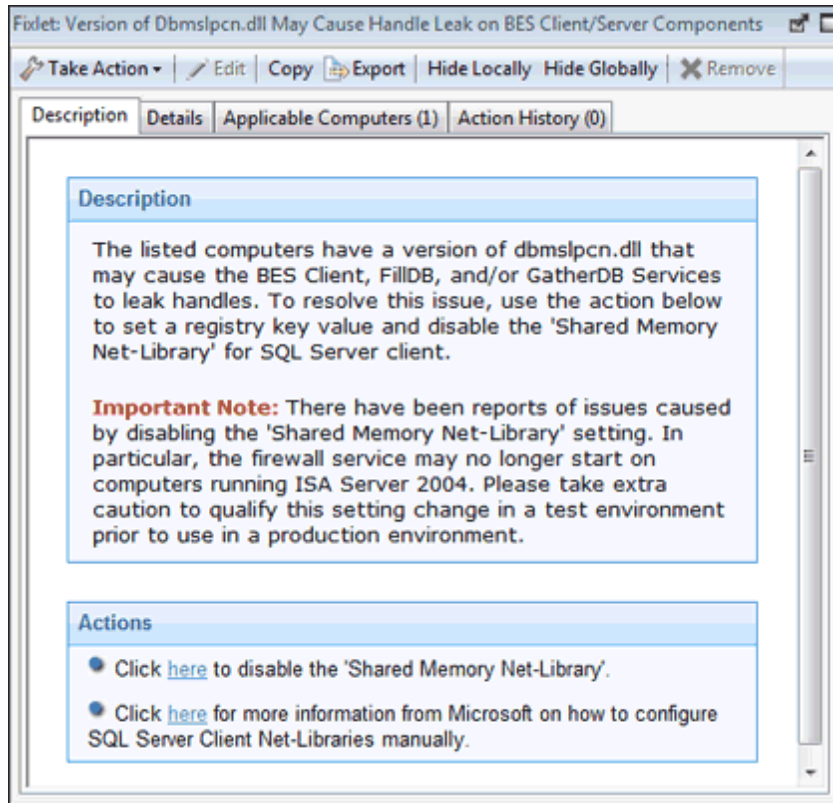 Fixlet: Version of Dbmslpcn.dll May Cause Handle Leak on BES Client/Server Components
Take Action Edit Copy Export Hide Locally Hide Globally Remove
Description Details Applicable Computers (1) Action History (0)
Description
The listed computers have a version of dbmslpcn.dll that
may cause the BES Client, FillDB, and/or GatherDB Services
to leak handles. To resolve this issue, use the action below
to set a registry key value and disable the 'Shared Memory
Net-Library' for SQL Server client.
Important Note: There have been reports of issues caused
by disabling the 'Shared Memory Net-Library' setting. In
particular, the firewall service may no longer start on
computers running ISA Server 2004. Please take extra
caution to qualify this setting change in a test environment
prior to use in a production environment.
Actions
Click here to disable the 'Shared Memory Net-Library'.
Click here for more information from Microsoft on how to configure
SQL Server Client Net-Libraries manually.